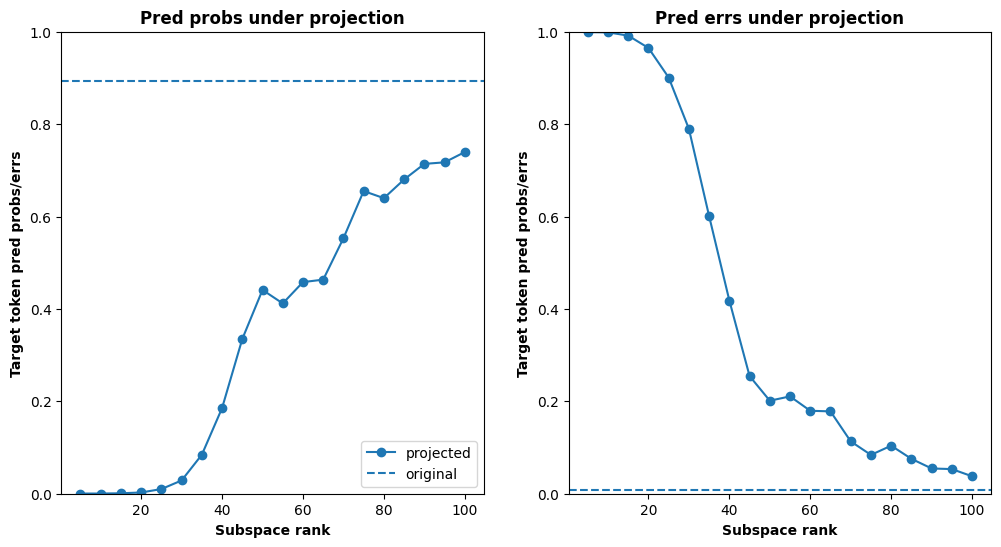 Pred probs under projection
Target token pred probs/errs
1.0
0.8
0.6
0.4
0.2
0.0
20
40
60
80
100
Subspace rank
projected
original
Pred errs under projection
Target token pred probs/errs
1.0
0.8
0.6
0.4
0.2
0.0
20
40
60
80
100
Subspace rank